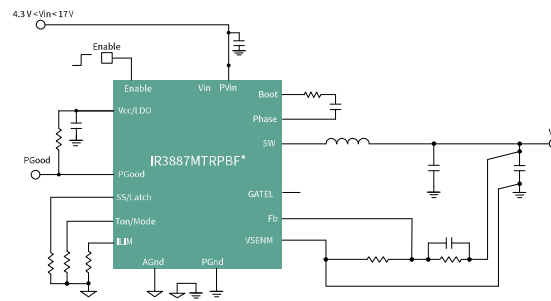 4.3 V<Vin< 17V
Enable
Enable
Vin PVin
Boot
Vcc/LDO
Phase
SW
V
IR3887MTRPBF*
PGood
PGood
GATEL
SS/Latch
Fb
Ton/Mode
VSENM
ILIM
AGnd
PGnd